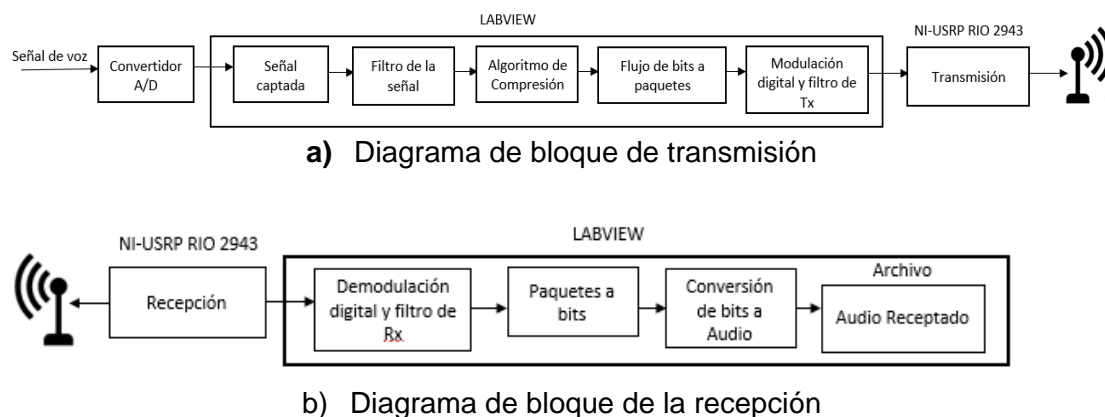 LABVIEW
NI-USRP RIO 2943
Señal de voz
Convertidor
A/D
Señal
captada
Filtro de la
señal
Algoritmo de
Compresión
Flujo de bits a
paquetes
Modulación
digital y filtro de
Tx
Transmisión
a) Diagrama de bloque de transmisión
NI-USRP RIO 2943
LABVIEW
Recepción
Demodulación
digital y filtro de
Rx
Paquetes a
bits
Conversión
de bits a
Audio
Archivo
Audio Receptado
b) Diagrama de bloque de la recepción